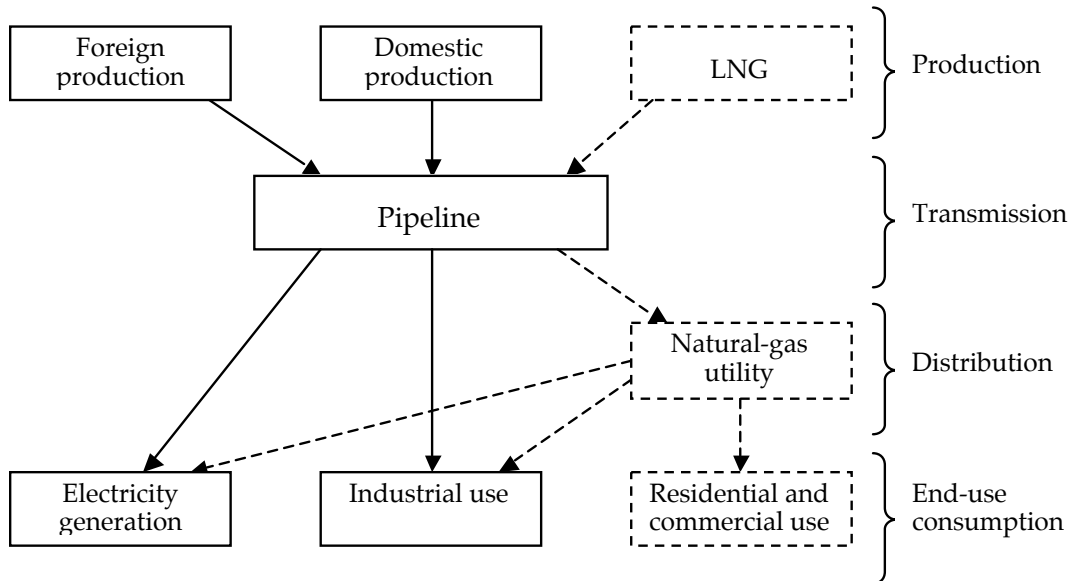 Foreign
production
Domestic
production
LNG
Production
Pipeline
Transmission
Natural-gas
utility
Distribution
Electricity
generation
Industrial use
Residential and
commercial use
End-use
consumption